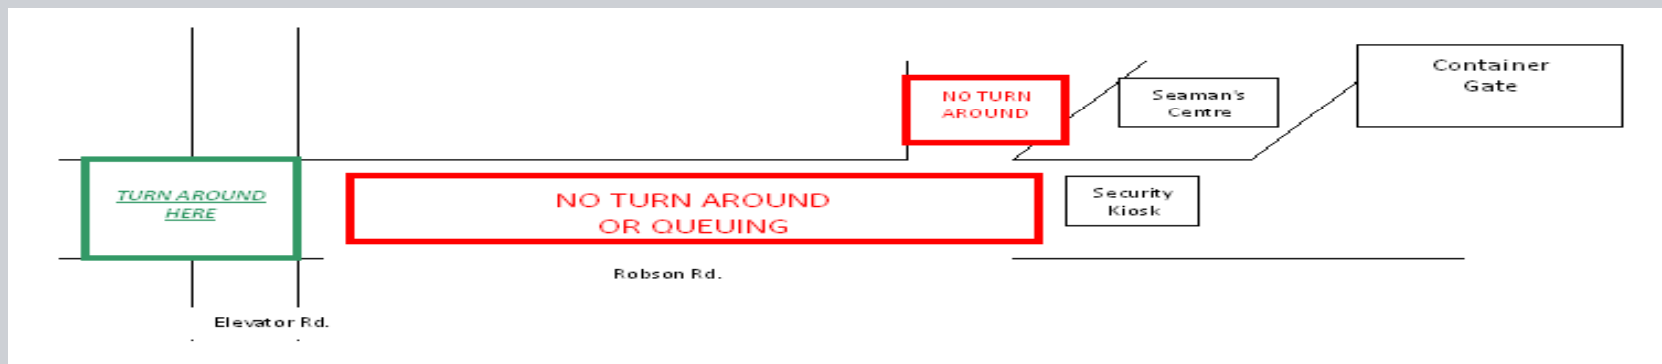 NO TURN
AROUND
Seaman's
Centre
Container
Gate
TURN AROUND
HERE
NO TURN AROUND
OR QUEUING
Security
Kiosk
Robson Rd.
Elevator Rd.